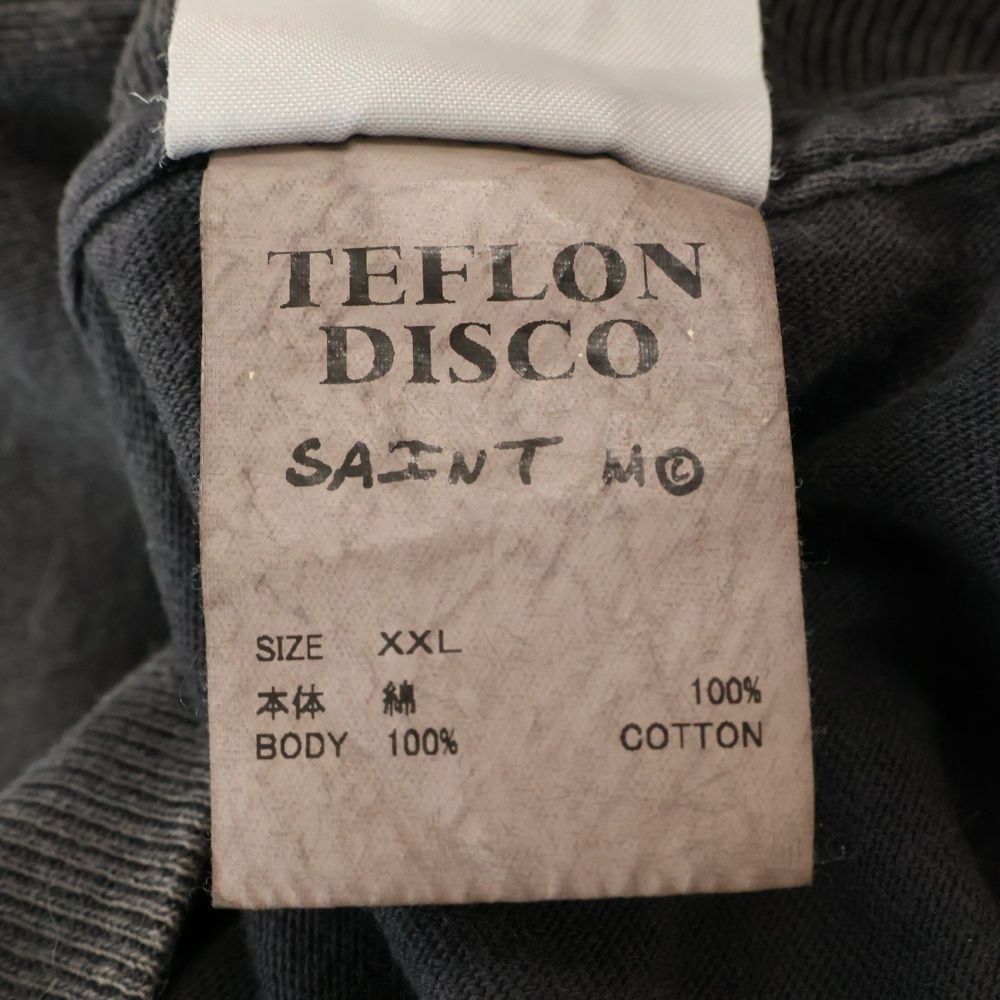 TEFLON
DISCO
SAINT M©
SIZE XXL
本体 綿 100%
BODY 100% COTTON